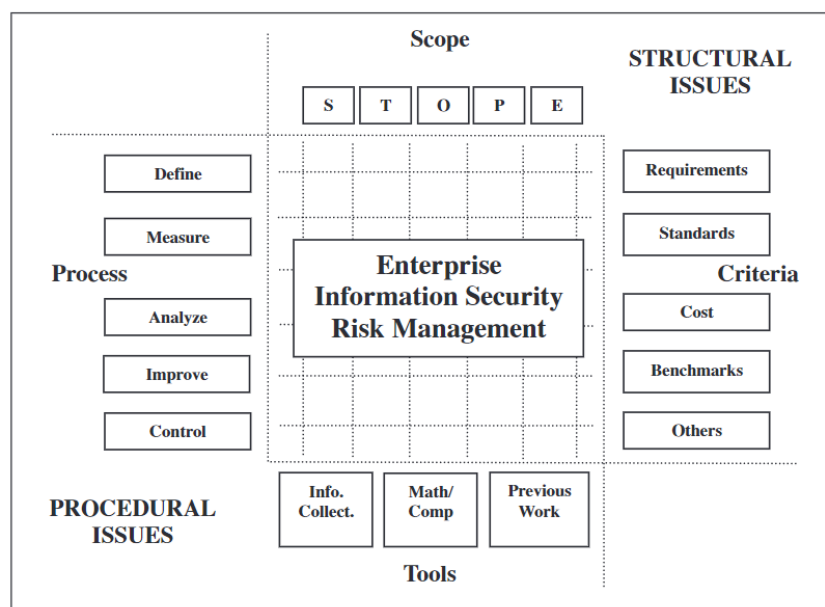 Scope
STRUCTURAL
ISSUES
S T O P E
Define
Measure
Process
Analyze
Improve
Control
Enterprise
Information Security
Risk Management
Requirements
Standards
Criteria
Cost
Benchmarks
Others
PROCEDURAL
ISSUES
Info.
Collect.
Math/
Comp
Previous
Work
Tools